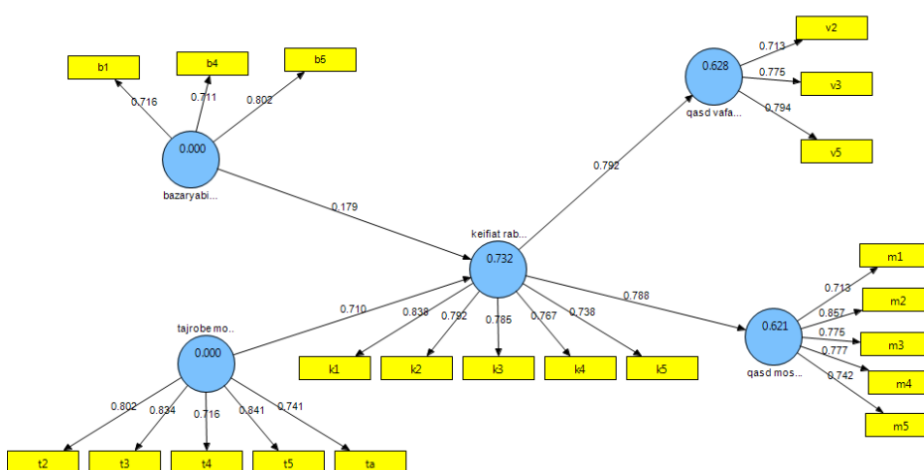 v2
0.713
b4
b1
b5
0.628
0.775
v3
0.711
0.802
0.716
0.794
qasd vafa...
0.000
v5
bazaryabi...
0.792
0.179
keifiat rab...
m1
0.732
0.713
0.788
m2
0.710
0.857
0.838
0.792
0.785
0.767
0.738
0.621
0.775
m3
tajrobe mo..
0.777
0.000
k1
k2
k3
k4
k5
qasd mos...
0.742
m4
0.802
0.834
0.716
0.841
0.741
m5
t2
t3
t4
t5
ta